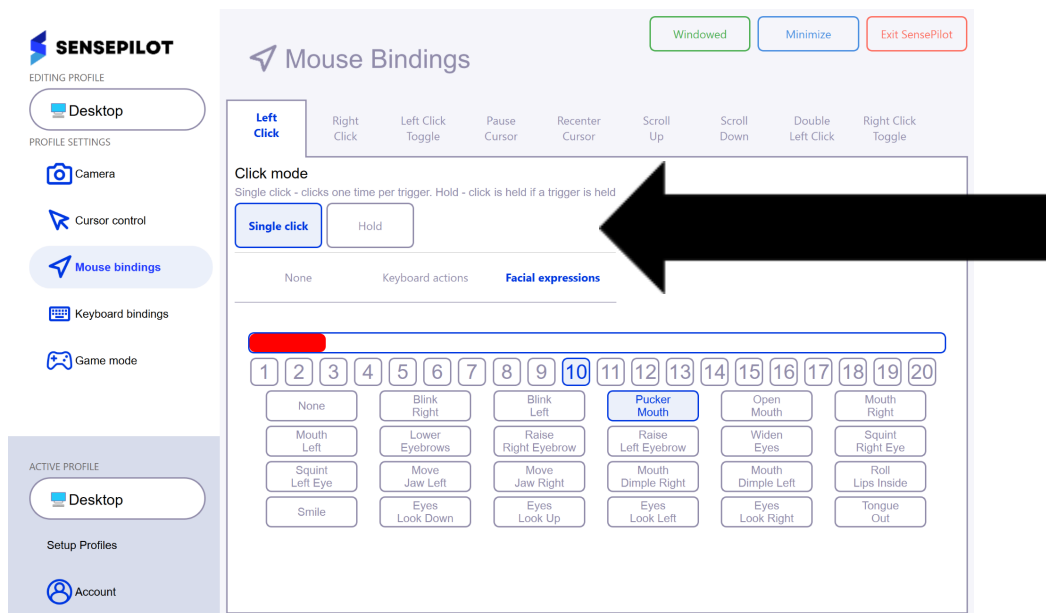 SENSEPILOT
EDITING PROFILE
Desktop
PROFILE SETTINGS
Camera
Cursor control
Mouse bindings
Keyboard bindings
Game mode
ACTIVE PROFILE
Desktop
Setup Profiles
Account
Windowed Minimize Exit SensePilot
Mouse Bindings
Left Click
Right Click
Left Click Toggle
Pause Cursor
Recenter Cursor
Scroll Up
Scroll Down
Double Left Click
Right Click Toggle
Click mode
Single click - clicks one time per trigger. Hold - click is held if a trigger is held
Single click Hold
None Keyboard actions Facial expressions
1 2 3 4 5 6 7 8 9 10 11 12 13 14 15 16 17 18 19 20
None
Blink Right
Blink Left
Pucker Mouth
Open Mouth
Mouth Right
Mouth Left
Lower Eyebrows
Raise Right Eyebrow
Raise Left Eyebrow
Widen Eyes
Squint Right Eye
Squint Left Eye
Move Jaw Left
Move Jaw Right
Mouth Dimple Right
Mouth Dimple Left
Roll Lips Inside
Smile
Eyes Look Down
Eyes Look Up
Eyes Look Left
Eyes Look Right
Tongue Out